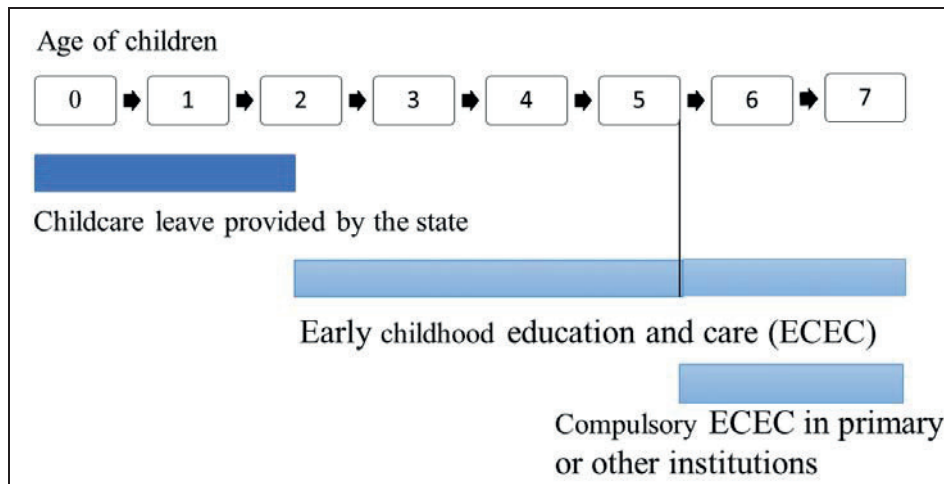 Age of children
0 1 2 3 4 5 6 7
Childcare leave provided by the state
Early childhood education and care (ECEC)
Compulsory ECEC in primary
or other institutions